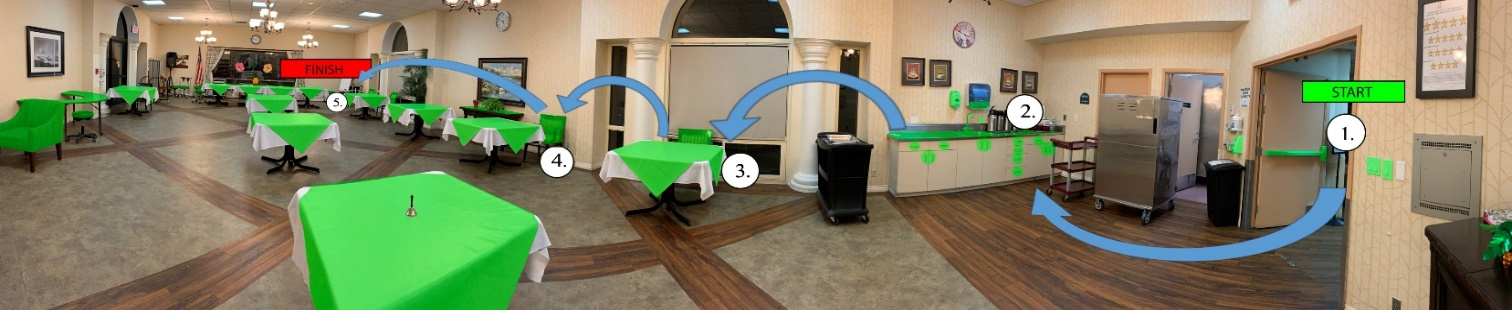 FINISH
5.
4.
3.
2.
START
1.